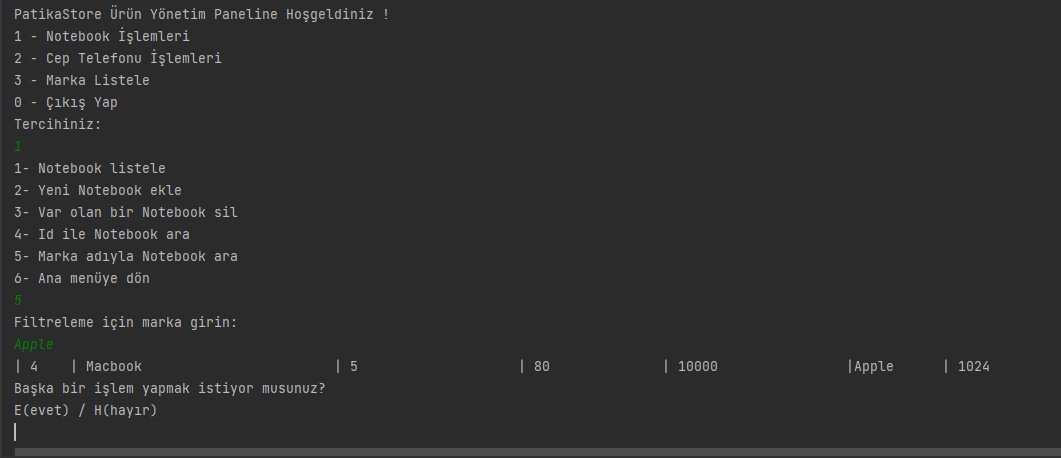 PatikaStore Ürün Yönetim Paneline Hoşgeldiniz !
1 - Notebook İşlemleri
2 - Cep Telefonu İşlemleri
3 - Marka Listele
0 - Çıkış Yap
Tercihiniz:
1
1- Notebook listele
2- Yeni Notebook ekle
3- Var olan bir Notebook sil
4- Id ile Notebook ara
5- Marka adıyla Notebook ara
6- Ana menüye dön
5
Filtreleme için marka girin:
Apple
| 4 | Macbook | 5 | 80 | 10000 |Apple | 1024
Başka bir işlem yapmak istiyor musunuz?
E(evet) / H(hayır)